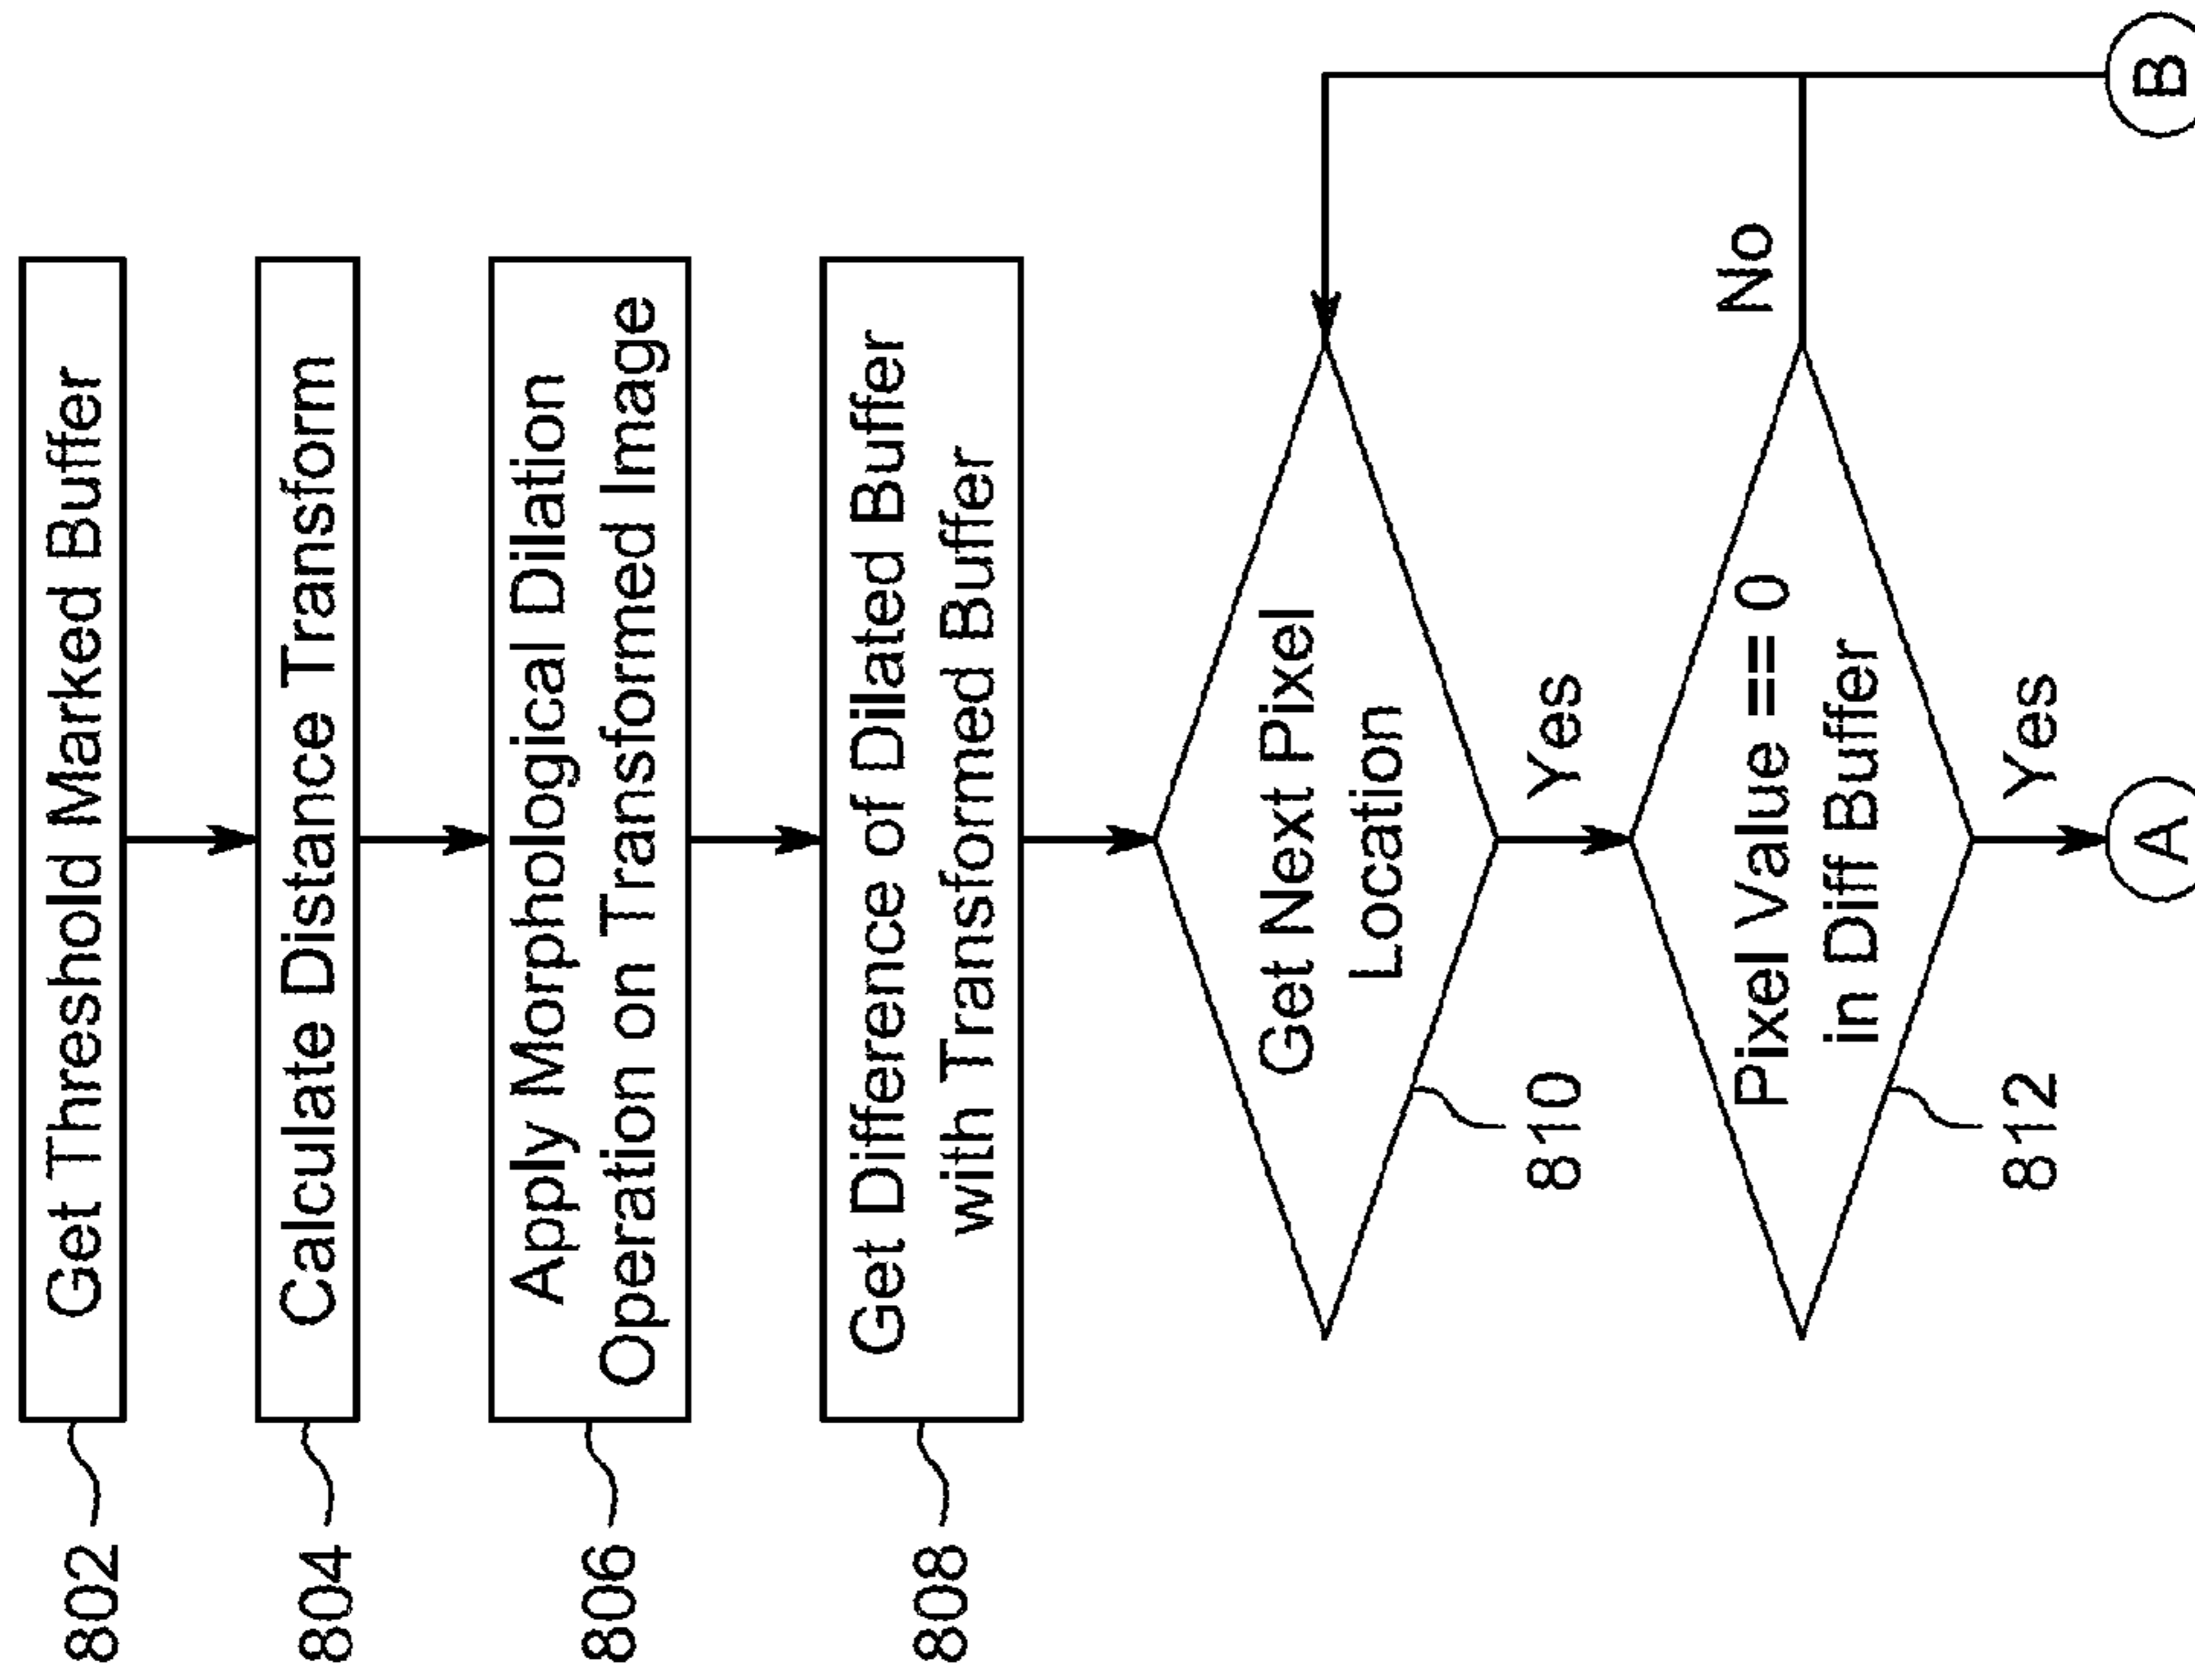 802
Get Threshold Marked Buffer
804
Calculate Distance Transform
806
Apply Morphological Dilation
Operation on Transformed Image
808
Get Difference of Dilated Buffer
with Transformed Buffer
Get Next Pixel
Location
810
Yes
Pixel Value == 0
in Diff Buffer
No
812
Yes
A
B